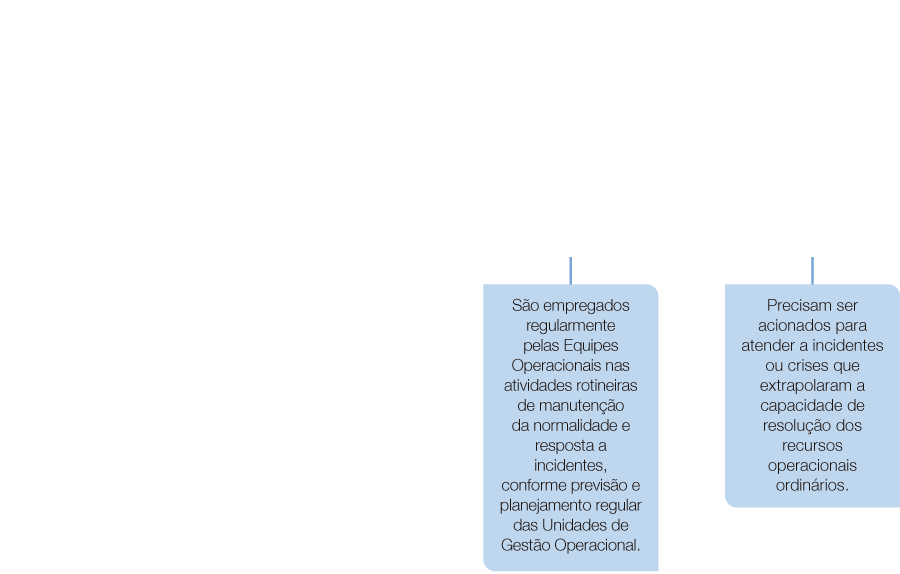 São empregados
regularmente
pelas Equipes
Operacionais nas
atividades rotineiras
de manutenção
da normalidade e
resposta a
incidentes,
conforme previsão e
planejamento regular
das Unidades de
Gestão Operacional.
Precisam ser
acionados para
atender a incidentes
ou crises que
extrapolaram a
capacidade de
resolução dos
recursos
operacionais
ordinários.